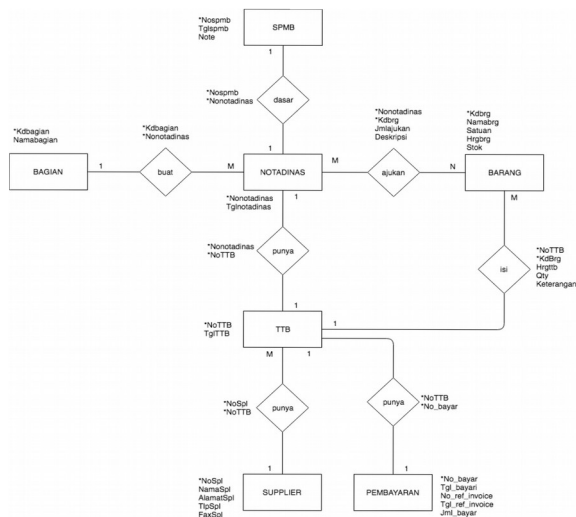 *Nospmb
Tglspmb
Note
SPMB
1
*Nospmb
*Nonotadinas
dasar
*Kdbagian
Namabagian
*Kdbagian
*Nonotadinas
*Nonotadinas
*Kdbrg
Jmlajukan
Deskripsi
*Kdbrg
Namabrg
Satuan
Hrgbrg
Stok
1
BAGIAN
1
buat
M
NOTADINAS
M
ajukan
N
BARANG
*Nonotadinas
Tglnotadinas
1
M
*Nonotadinas
*NoTTB
punya
isi
*NoTTB
*KdBrg
Hrgttb
Qty
Keterangan
1
*NoTTB
TglTTB
TTB
1
M
1
*NoSpl
*NoTTB
punya
punya
*NoTTB
*No_bayar
1
1
*NoSpl
NamaSpl
AlamatSpl
TlpSpl
FaxSpl
SUPPLIER
PEMBAYARAN
*No_bayar
Tgl_bayari
No_ref_invoice
Tgl_ref_invoice
Jml_bayar